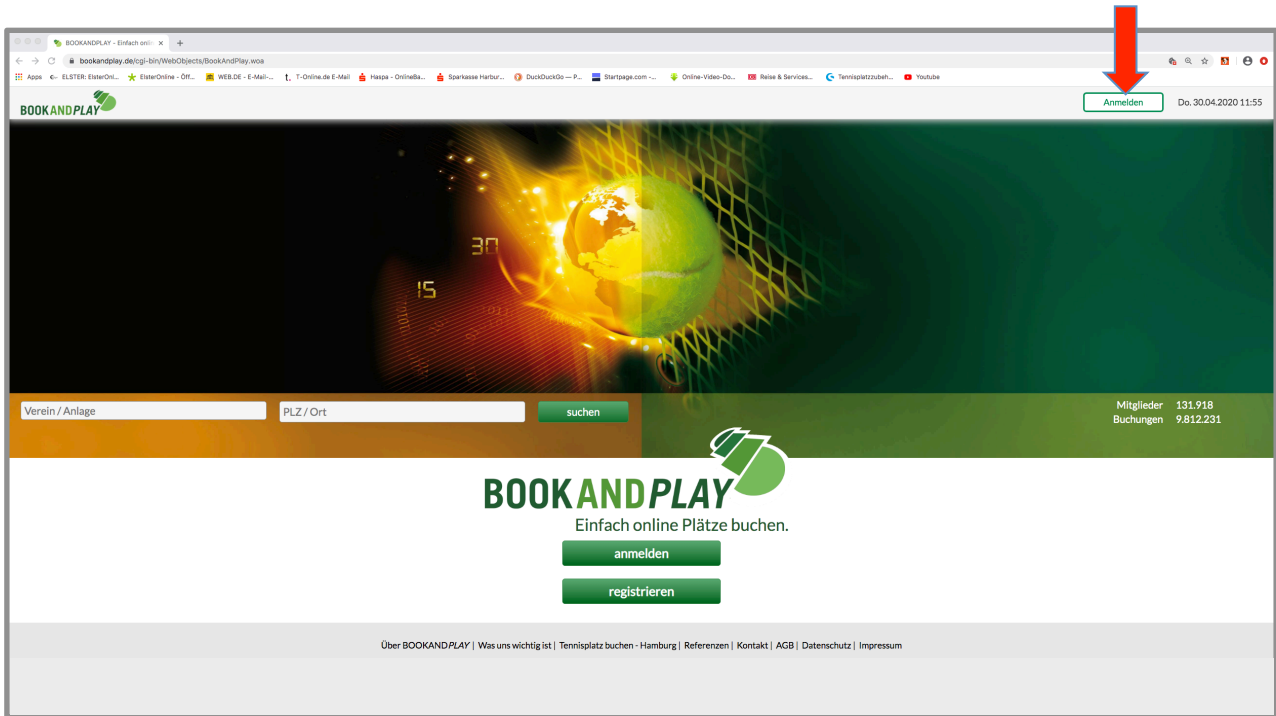 BOOKANDPLAY - Einfach onlin
bookandplay.de/cgi-bin/WebObjects/BookAndPlay.woa
Apps ELSTER: ElsterOnli... ElsterOnline - Öff... WEB.DE - E-Mail-... T-Online.de E-Mail Haspa - OnlineBa... Sparkasse Harbur... DuckDuckGo — P... Startpage.com -... Online-Video-Do... Reise & Services... Tennisplatzzubeh... Youtube
BOOKANDPLAY
Anmelden Do. 30.04.2020 11:55
30
15
Verein / Anlage PLZ / Ort suchen
Mitglieder 131.918
Buchungen 9.812.231
BOOKANDPLAY
Einfach online Plätze buchen.
anmelden
registrieren
Über BOOKANDPLAY | Was uns wichtig ist | Tennisplatz buchen - Hamburg | Referenzen | Kontakt | AGB | Datenschutz | Impressum